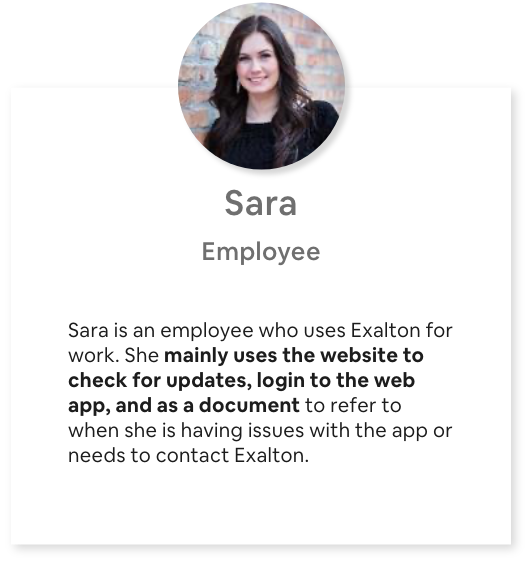 Sara
Employee
Sara is an employee who uses Exalton for
work. She mainly uses the website to
check for updates, login to the web
app, and as a document to refer to
when she is having issues with the app or
needs to contact Exalton.